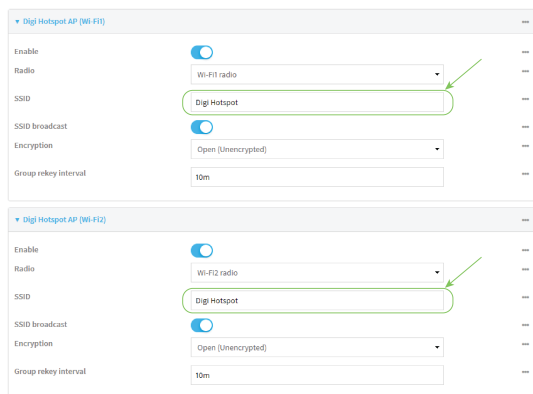 ▼ Digi Hotspot AP (Wi-Fi1)
Enable
Radio Wi-Fi1 radio
SSID Digi Hotspot
SSID broadcast
Encryption Open (Unencrypted)
Group rekey interval 10m
▼ Digi Hotspot AP (Wi-Fi2)
Enable
Radio Wi-Fi2 radio
SSID Digi Hotspot
SSID broadcast
Encryption Open (Unencrypted)
Group rekey interval 10m